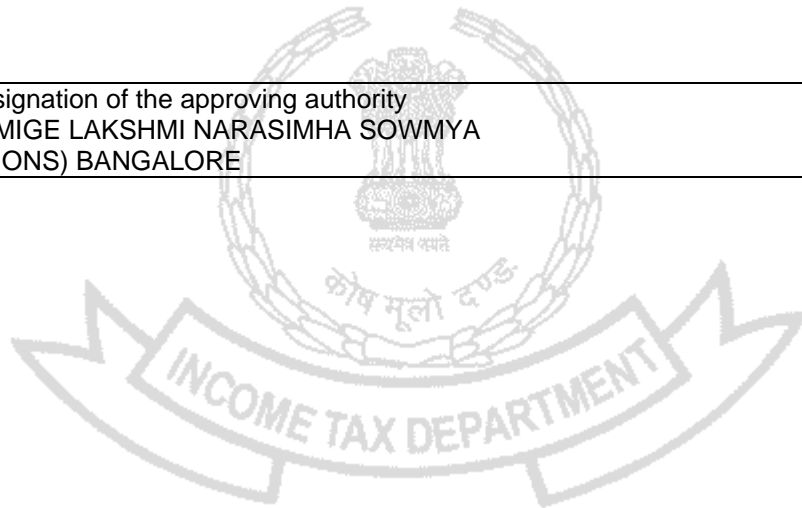 signation of the approving authority
MIGE LAKSHMI NARASIMHA SOWMYA
ONS) BANGALORE
सत्यमेव जयते
कोष मूलो दण्ड:
INCOME TAX DEPARTMENT